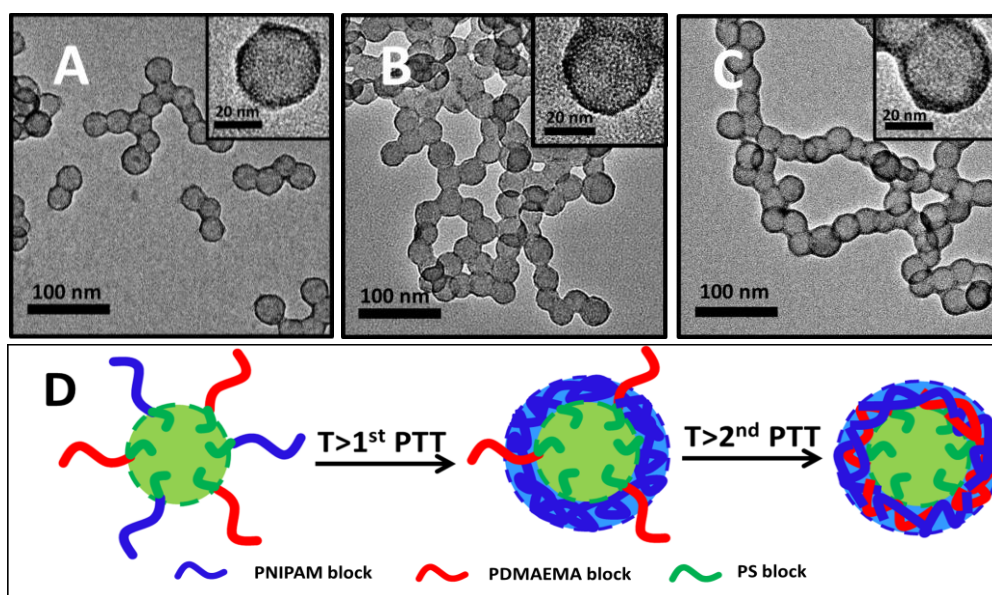 A
20 nm
100 nm
B
20 nm
100 nm
C
20 nm
100 nm
D
T>1st PTT
T>2nd PTT
PNIPAM block
PDMAEMA block
PS block